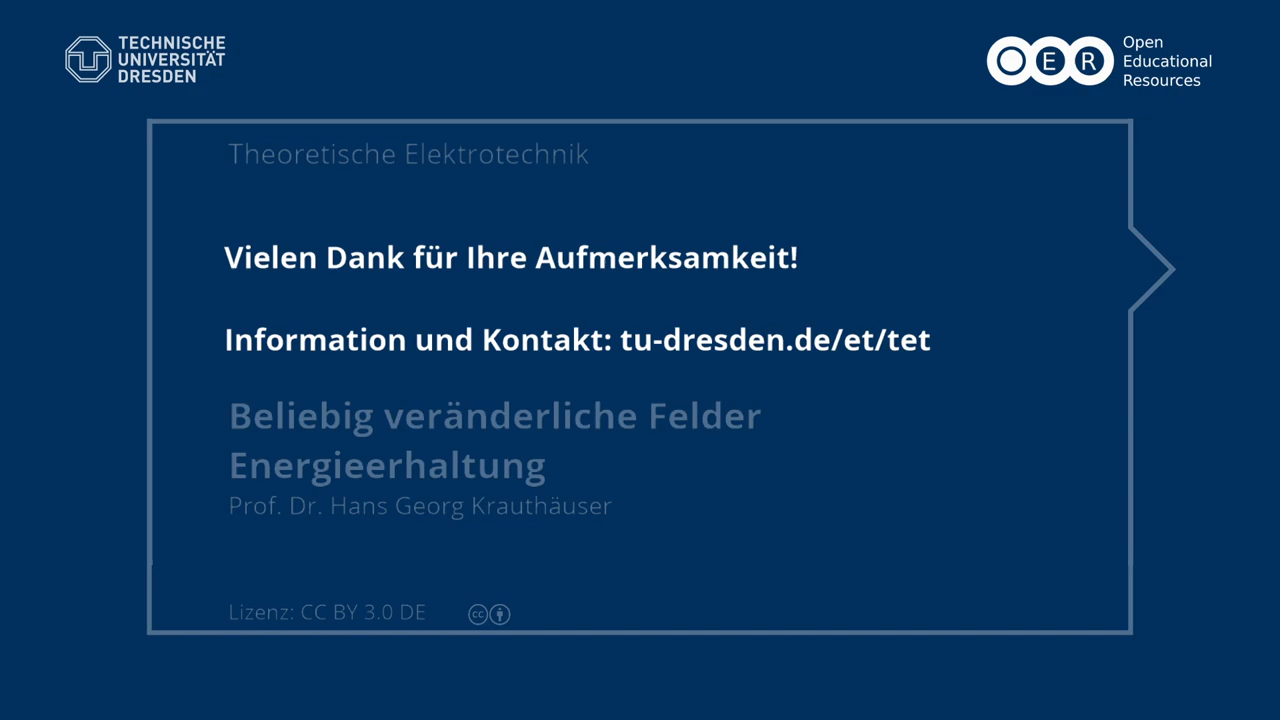 TECHNISCHE
UNIVERSITÄT
DRESDEN
OER
Open
Educational
Resources
Theoretische Elektrotechnik
Vielen Dank für Ihre Aufmerksamkeit!
Information und Kontakt: tu-dresden.de/et/tet
Beliebig veränderliche Felder
Energieerhaltung
Prof. Dr. Hans Georg Krauthäuser
Lizenz: CC BY 3.0 DE cc